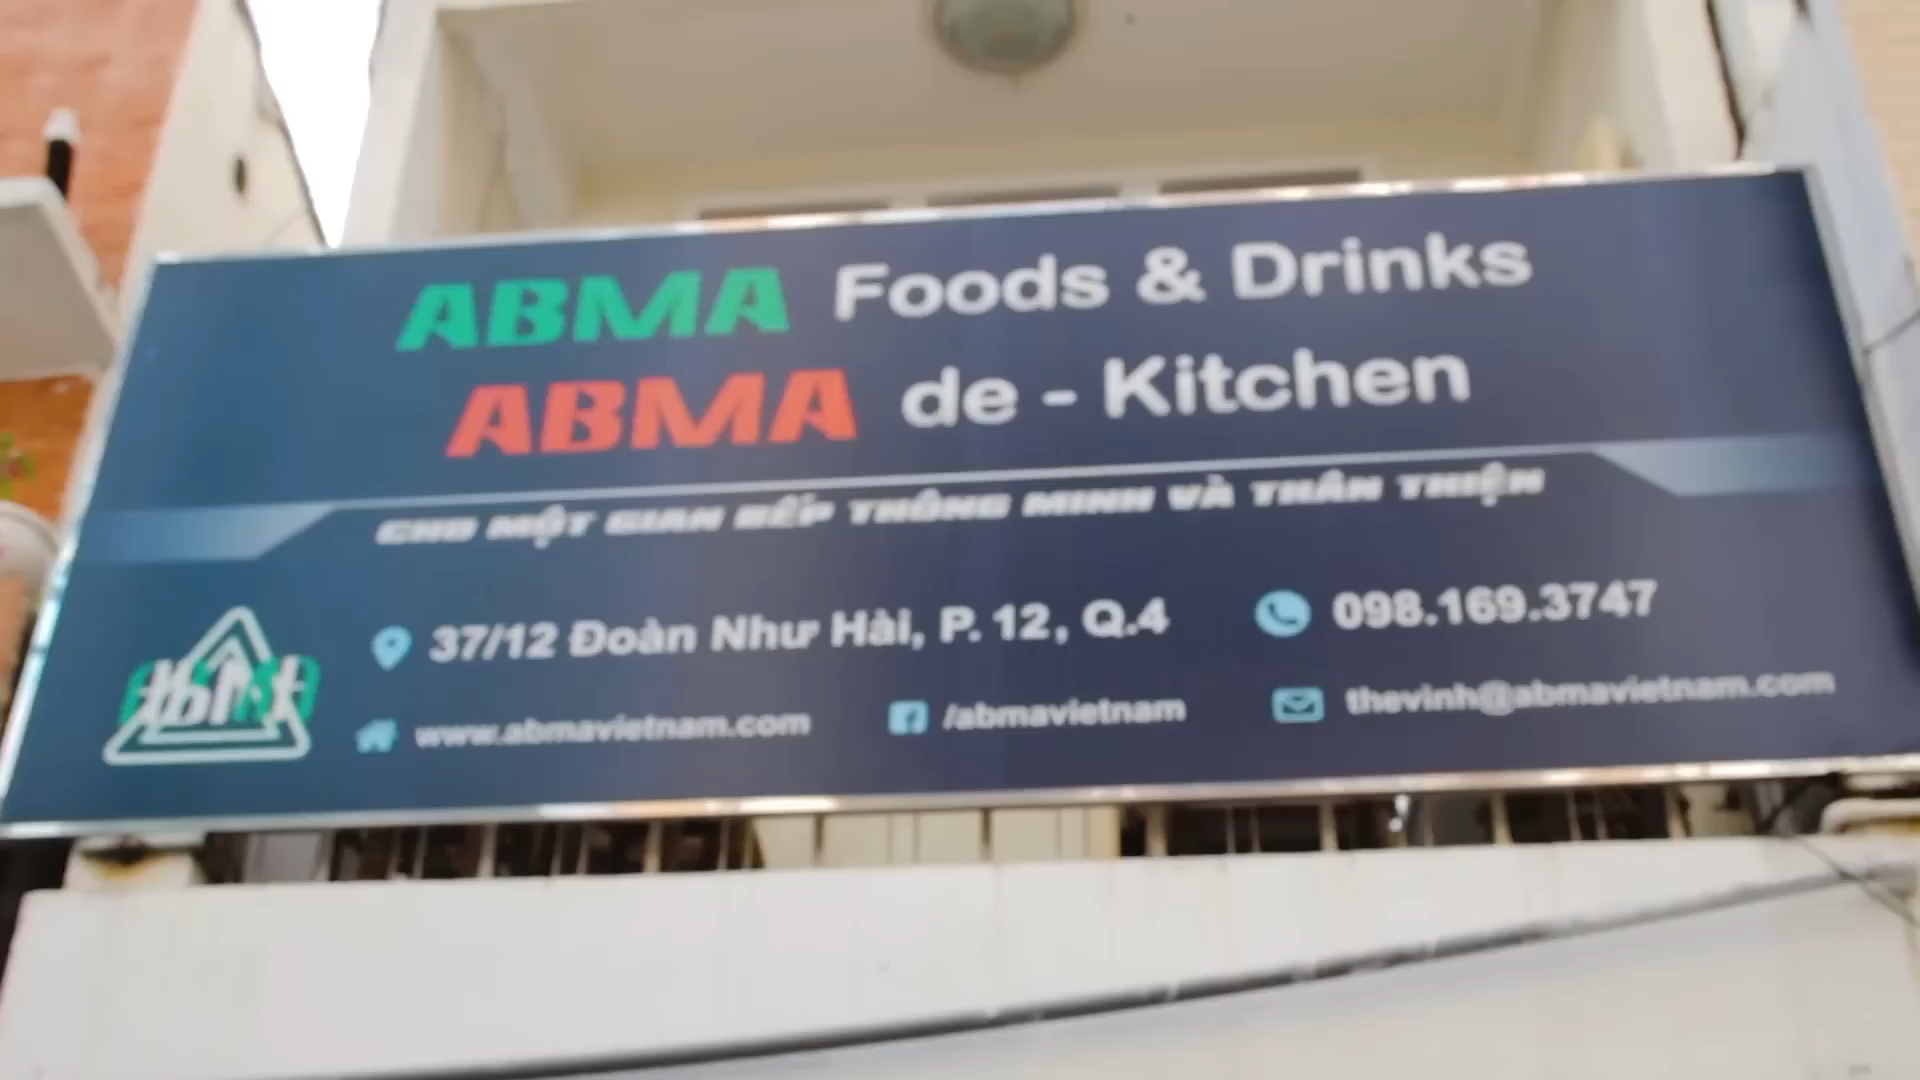 ABMA Foods & Drinks
ABMA de - Kitchen
CHO MỘT GIAN BẾP THÔNG MINH VÀ THÂN THIỆN
37/12 Đoàn Như Hài, P. 12, Q.4
098.169.3747
www.abmavietnam.com
/abmavietnam
thevinh@abmavietnam.com